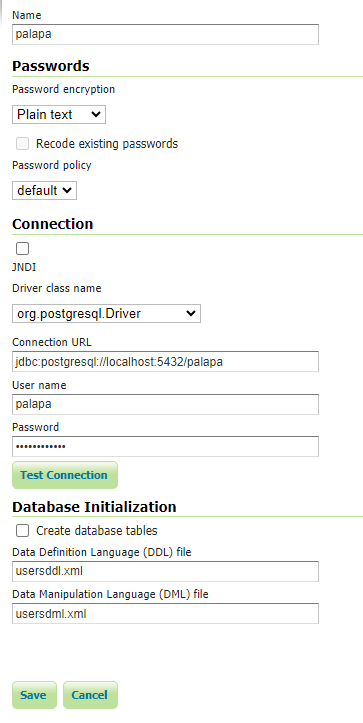 Name
palapa
Passwords
Password encryption
Plain text
Recode existing passwords
Password policy
default
Connection
JNDI
Driver class name
org.postgresql.Driver
Connection URL
jdbc:postgresql://localhost:5432/palapa
User name
palapa
Password
••••••••••••
Test Connection
Database Initialization
Create database tables
Data Definition Language (DDL) file
usersddl.xml
Data Manipulation Language (DML) file
usersdml.xml
Save Cancel